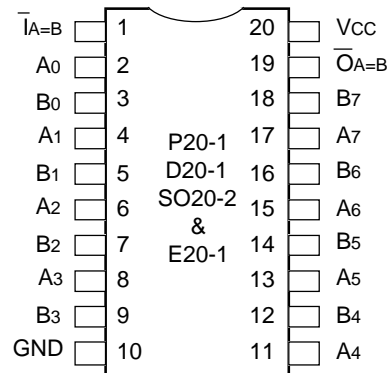 I̅A=B 1 20 VCC
A0 2 19 O̅A=B
B0 3 18 B7
A1 4 17 A7
P20-1
B1 5 16 B6
D20-1
A2 6 15 A6
SO20-2
B2 7 14 B5
&
A3 8 13 A5
E20-1
B3 9 12 B4
GND 10 11 A4